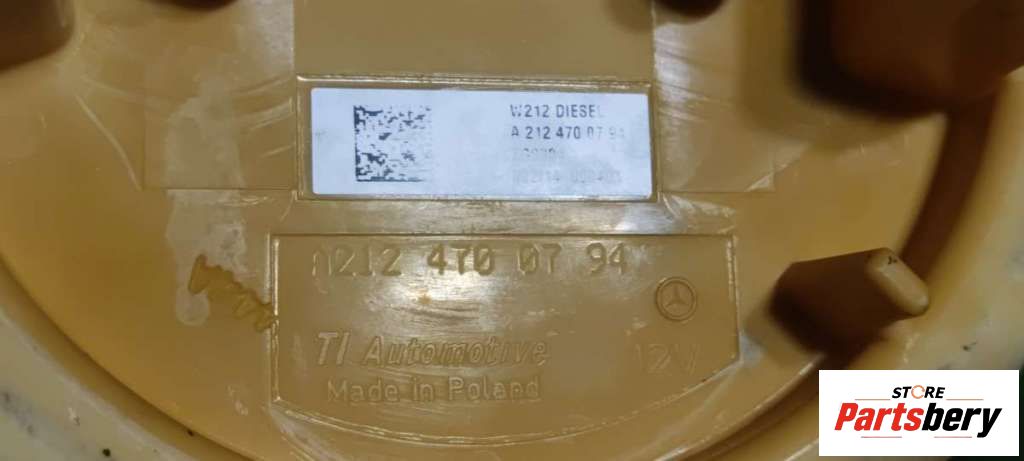 W212 DIESEL
A 212 470 07 94
A212 470 07 94
TI Automotive
12V
Made in Poland
STORE
Partsbery